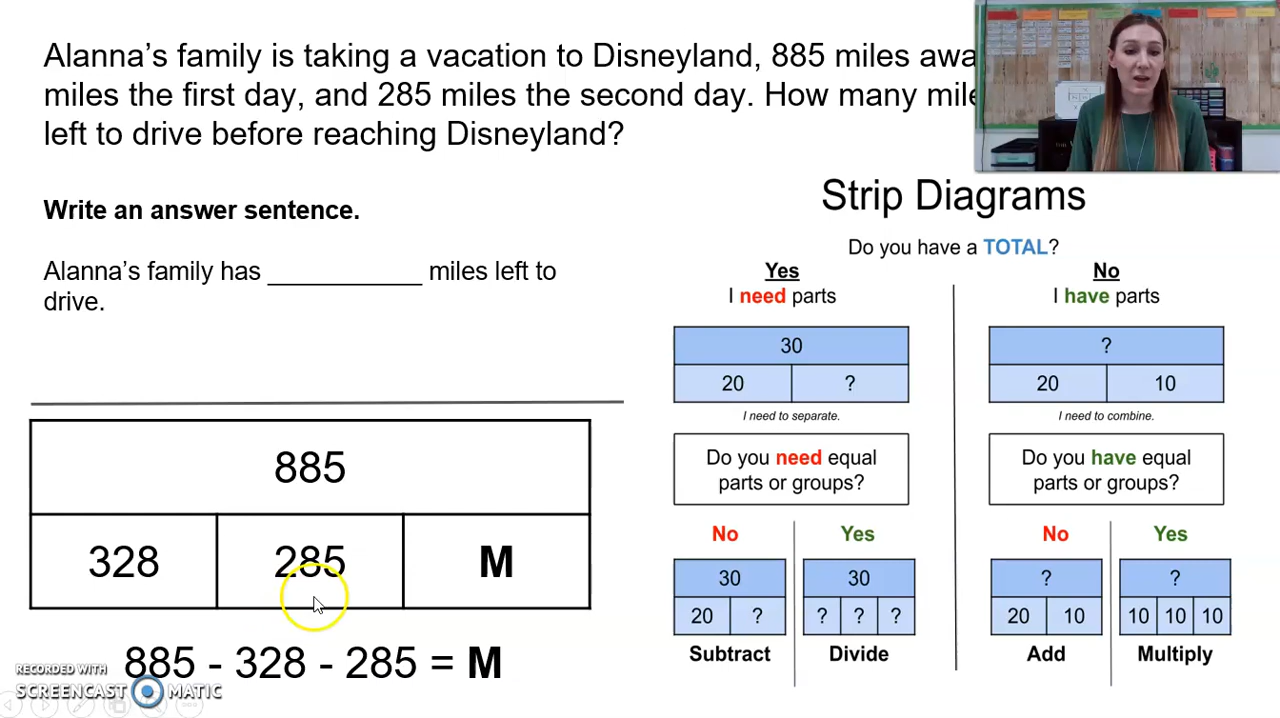 Alanna's family is taking a vacation to Disneyland, 885 miles
miles the first day, and 285 miles the second day. How many
left to drive before reaching Disneyland?
Write an answer sentence.
Alanna's family has ___________ miles left to
drive.
885
328 285 M
885 - 328 - 285 = M
RECORDED WITH
SCREENCAST MATIC
Strip Diagrams
Do you have a TOTAL?
Yes
I need parts
30
20 ?
I need to separate.
Do you need equal
parts or groups?
No
30
20 ?
Subtract
Yes
30
? ? ?
Divide
No
I have parts
?
20 10
I need to combine.
Do you have equal
parts or groups?
No
?
20 10
Add
Yes
?
10 10 10
Multiply